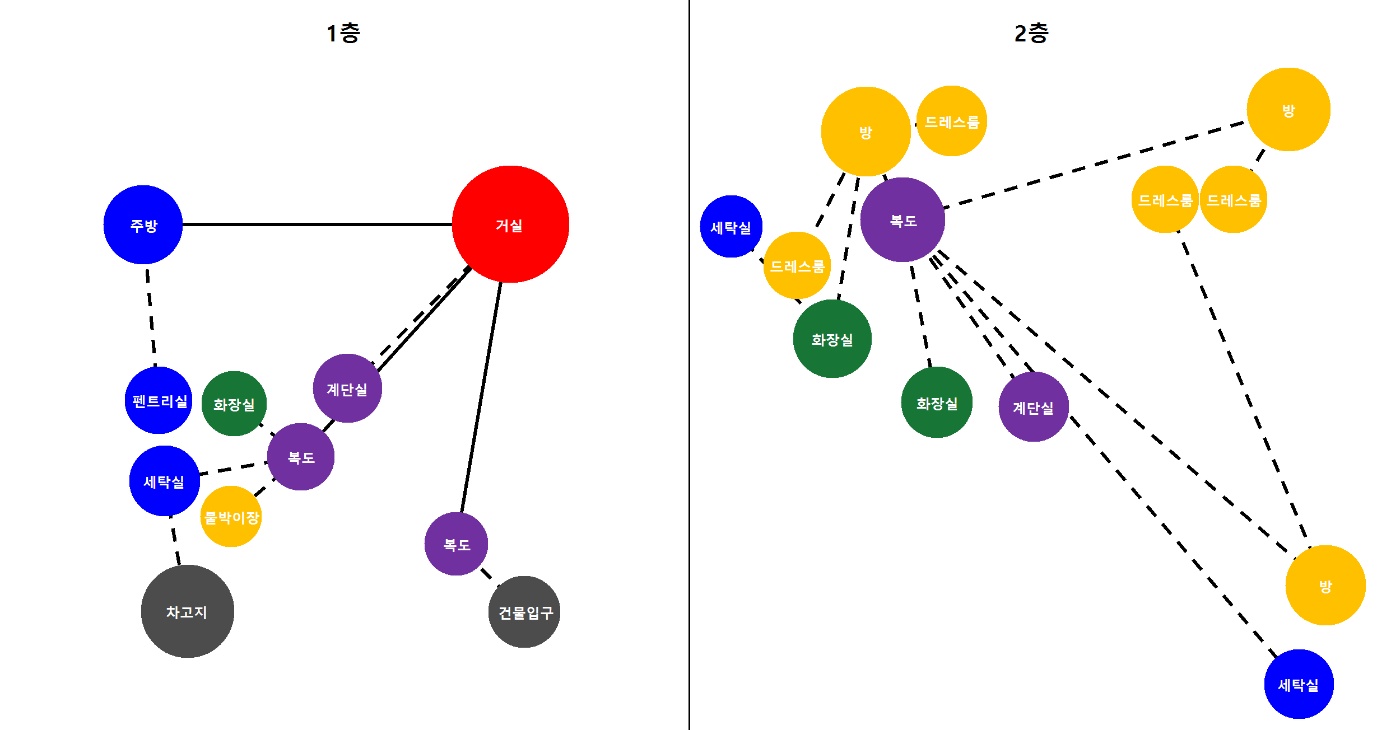 1층
주방
거실
펜트리실
화장실
계단실
복도
세탁실
붙박이장
복도
차고지
건물입구
2층
방
드레스룸
방
세탁실
복도
드레스룸
드레스룸
드레스룸
화장실
화장실
계단실
방
세탁실